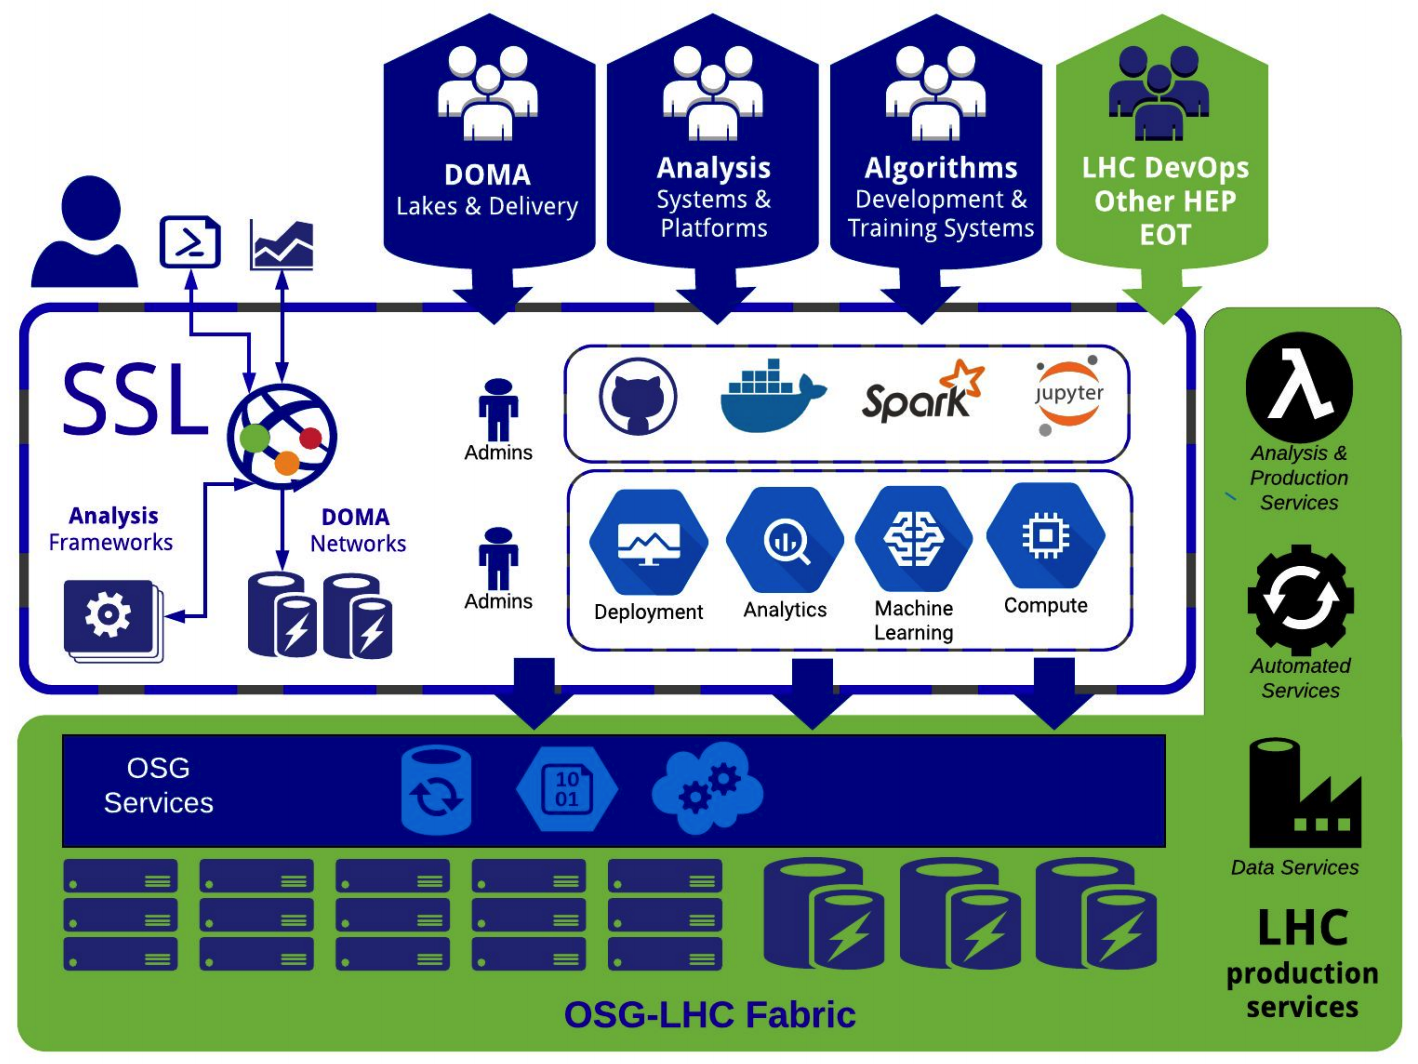 DOMA
Lakes & Delivery
Analysis
Systems &
Platforms
Algorithms
Development &
Training Systems
LHC DevOps
Other HEP
EOT
SSL
Analysis
Frameworks
DOMA
Networks
Admins
Admins
Spark
jupyter
Deployment
Analytics
Machine
Learning
Compute
OSG
Services
10
01
OSG-LHC Fabric
λ
Analysis &
Production
Services
Automated
Services
Data Services
LHC
production
services